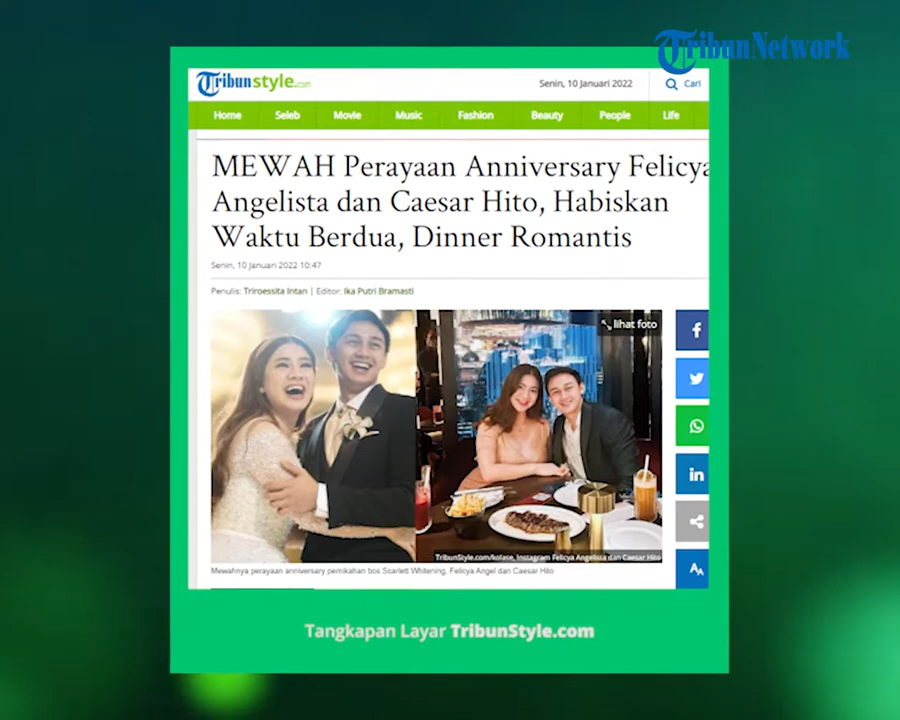 TribunNetwork
Tribunstyle.com
Senin, 10 Januari 2022
Cari
Home Seleb Movie Music Fashion Beauty People Life
MEWAH Perayaan Anniversary Felicya
Angelista dan Caesar Hito, Habiskan
Waktu Berdua, Dinner Romantis
Senin, 10 Januari 2022 10:47
Penulis: Triroessita Intan | Editor: Ika Putri Bramasti
lihat foto
TribunStyle.com/kolase, Instagram Felicya Angelista dan Caesar Hito
Mewahnya perayaan anniversary pernikahan bos Scarlett Whitening, Felicya Angel dan Caesar Hito
AA
Tangkapan Layar TribunStyle.com